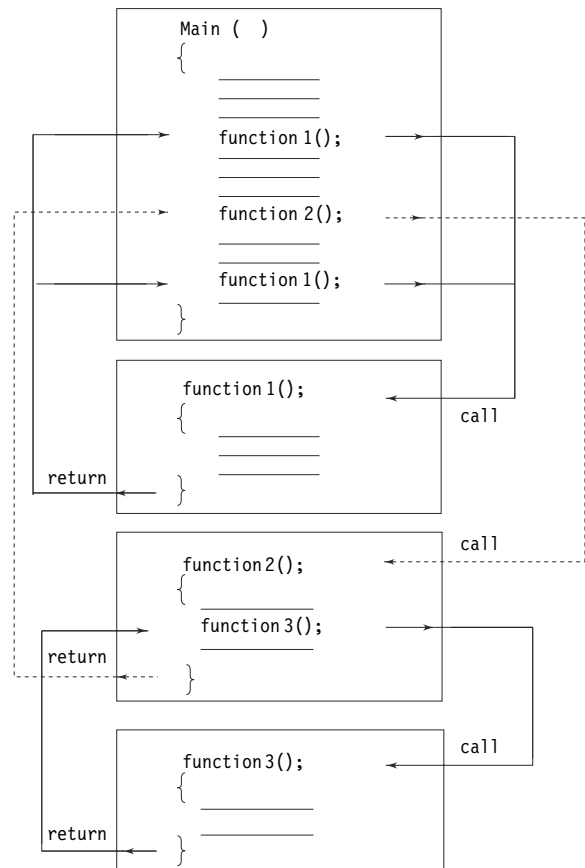 Main ( )
{
function 1();
function 2();
function 1();
}
function 1();
call
{
return
}
call
function 2();
{
function 3();
return
}
function 3();
call
{
return
}